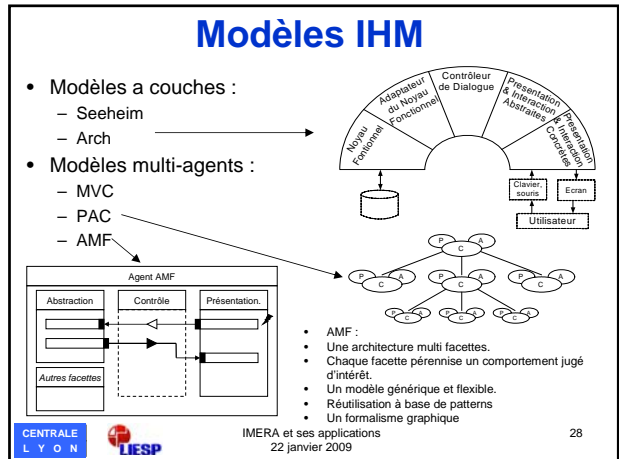 Modèles IHM
• Modèles a couches :
– Seeheim
– Arch
• Modèles multi-agents :
– MVC
– PAC
– AMF
Noyau
Fontionnel
Adaptateur
du Noyau
Fonctionnel
Contrôleur
de Dialogue
Presentation
& Interaction
Abstraites
Presentation
& Interaction
Concrètes
Clavier,
souris
Ecran
Utilisateur
P A
C
P A
C
P A
C
P A
C
P A
C
P A
C
P A
C
Agent AMF
Abstraction
Contrôle
Présentation.
Autres facettes
• AMF :
• Une architecture multi facettes.
• Chaque facette pérennise un comportement jugé
d'intérêt.
• Un modèle générique et flexible.
• Réutilisation à base de patterns
• Un formalisme graphique
CENTRALE
LYON
LIESP
IMERA et ses applications
22 janvier 2009
28